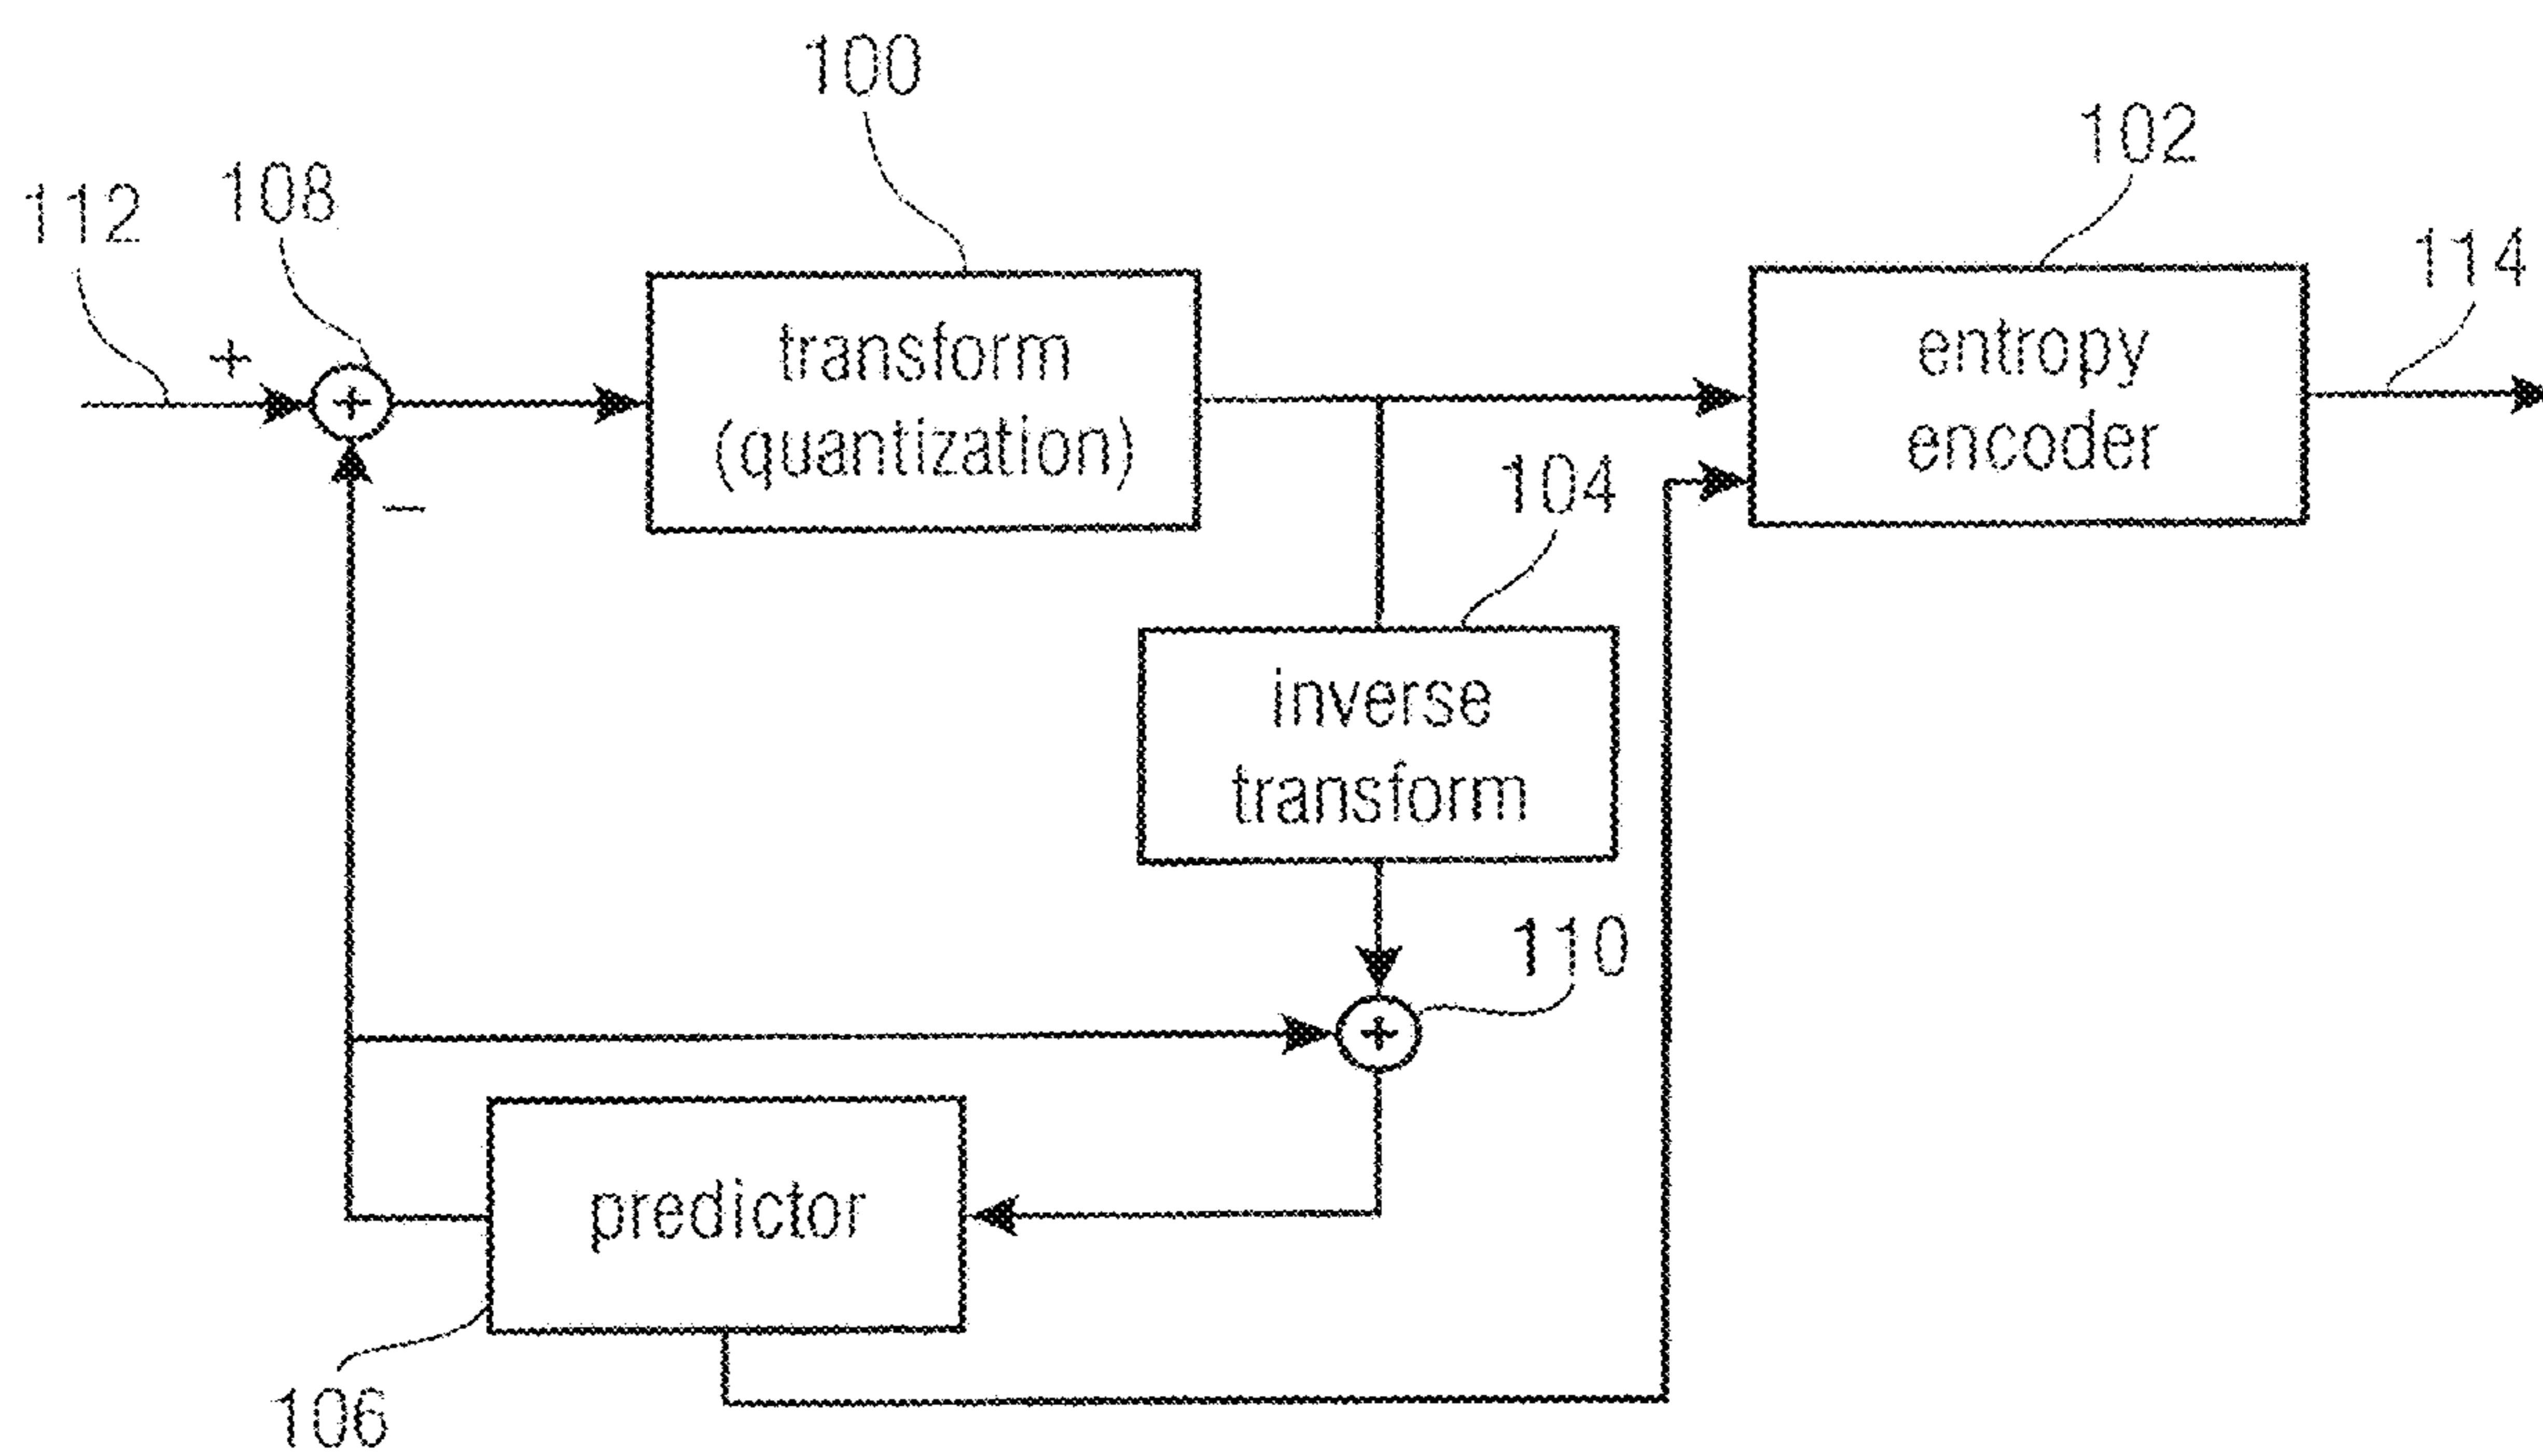 100
102
112
108
114
+
+
transform
(quantization)
entropy
encoder
−
104
inverse
transform
110
+
predictor
106